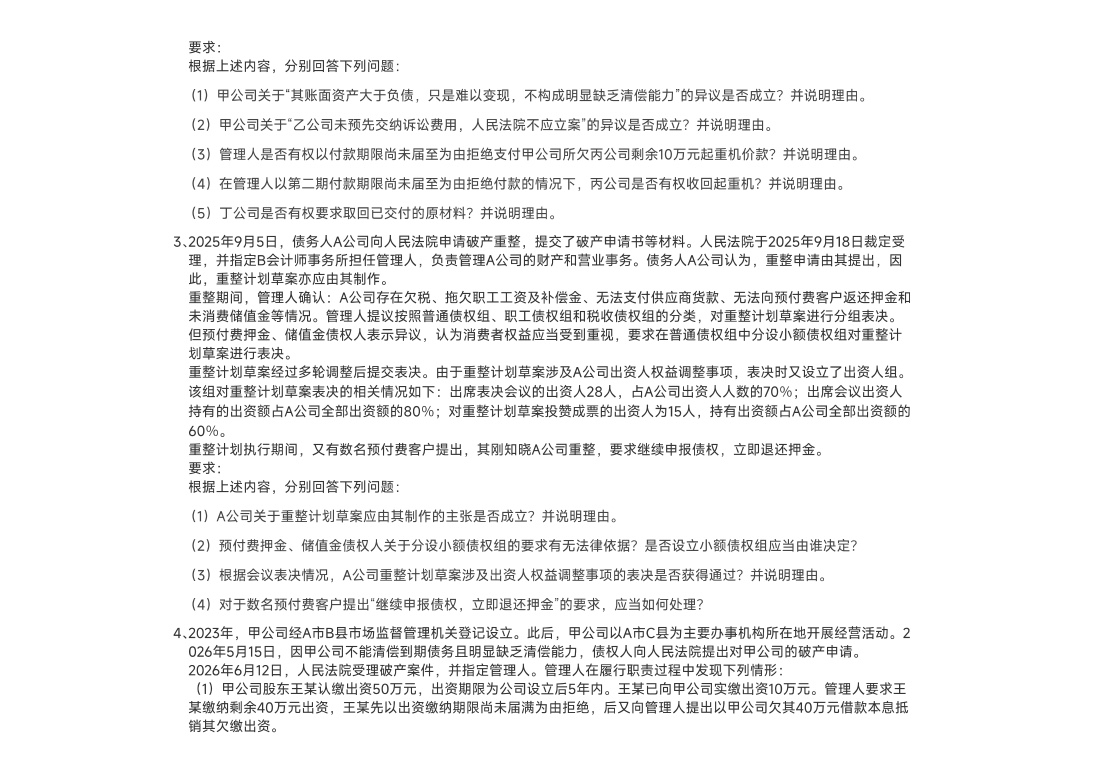 要求：
根据上述内容，分别回答下列问题：
（1）甲公司关于“其账面资产大于负债，只是难以变现，不构成明显缺乏清偿能力”的异议是否成立？并说明理由。
（2）甲公司关于“乙公司未预先交纳诉讼费用，人民法院不应立案”的异议是否成立？并说明理由。
（3）管理人是否有权以付款期限尚未届至为由拒绝支付甲公司所欠丙公司剩余10万元起重机价款？并说明理由。
（4）在管理人以第二期付款期限尚未届至为由拒绝付款的情况下，丙公司是否有权收回起重机？并说明理由。
（5）丁公司是否有权要求取回已交付的原材料？并说明理由。
3、2025年9月5日，债务人A公司向人民法院申请破产重整，提交了破产申请书等材料。人民法院于2025年9月18日裁定受
理，并指定B会计师事务所担任管理人，负责管理A公司的财产和营业事务。债务人A公司认为，重整申请由其提出，因
此，重整计划草案亦应由其制作。
重整期间，管理人确认：A公司存在欠税、拖欠职工工资及补偿金、无法支付供应商货款、无法向预付费客户返还押金和
未消费储值金等情况。管理人提议按照普通债权组、职工债权组和税收债权组的分类，对重整计划草案进行分组表决。
但预付费押金、储值金债权人表示异议，认为消费者权益应当受到重视，要求在普通债权组中分设小额债权组对重整计
划草案进行表决。
重整计划草案经过多轮调整后提交表决。由于重整计划草案涉及A公司出资人权益调整事项，表决时又设立了出资人组。
该组对重整计划草案表决的相关情况如下：出席表决会议的出资人28人，占A公司出资人人数的70%；出席会议出资人
持有的出资额占A公司全部出资额的80%；对重整计划草案投赞成票的出资人为15人，持有出资额占A公司全部出资额的
60%。
重整计划执行期间，又有数名预付费客户提出，其刚知晓A公司重整，要求继续申报债权，立即退还押金。
要求：
根据上述内容，分别回答下列问题：
（1）A公司关于重整计划草案应由其制作的主张是否成立？并说明理由。
（2）预付费押金、储值金债权人关于分设小额债权组的要求有无法律依据？是否设立小额债权组应当由谁决定？
（3）根据会议表决情况，A公司重整计划草案涉及出资人权益调整事项的表决是否获得通过？并说明理由。
（4）对于数名预付费客户提出“继续申报债权，立即退还押金”的要求，应当如何处理？
4、2023年，甲公司经A市B县市场监督管理机关登记设立。此后，甲公司以A市C县为主要办事机构所在地开展经营活动。2
026年5月15日，因甲公司不能清偿到期债务且明显缺乏清偿能力，债权人向人民法院提出对甲公司的破产申请。
2026年6月12日，人民法院受理破产案件，并指定管理人。管理人在履行职责过程中发现下列情形：
（1）甲公司股东王某认缴出资50万元，出资期限为公司设立后5年内。王某已向甲公司实缴出资10万元。管理人要求王
某缴纳剩余40万元出资，王某先以出资缴纳期限尚未届满为由拒绝，后又向管理人提出以甲公司欠其40万元借款本息抵
销其欠缴出资。